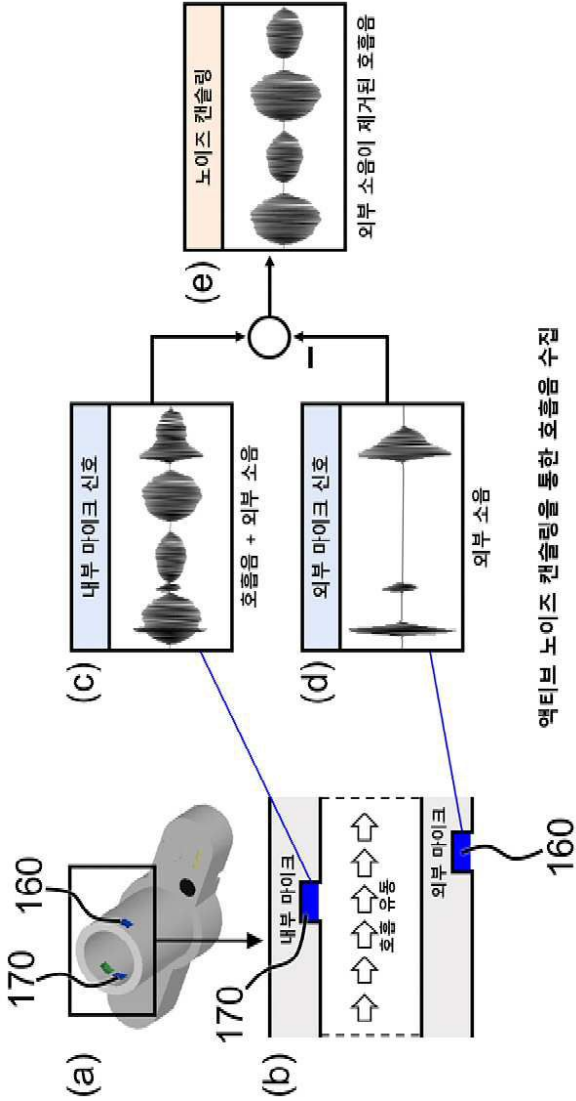 (a)
170
160
(b)
170
내부 마이크
호흡 유동
외부 마이크
160
(c)
내부 마이크 신호
호흡음 + 외부 소음
(d)
외부 마이크 신호
외부 소음
(e)
노이즈 캔슬링
외부 소음이 제거된 호흡음
액티브 노이즈 캔슬링을 통한 호흡음 수집